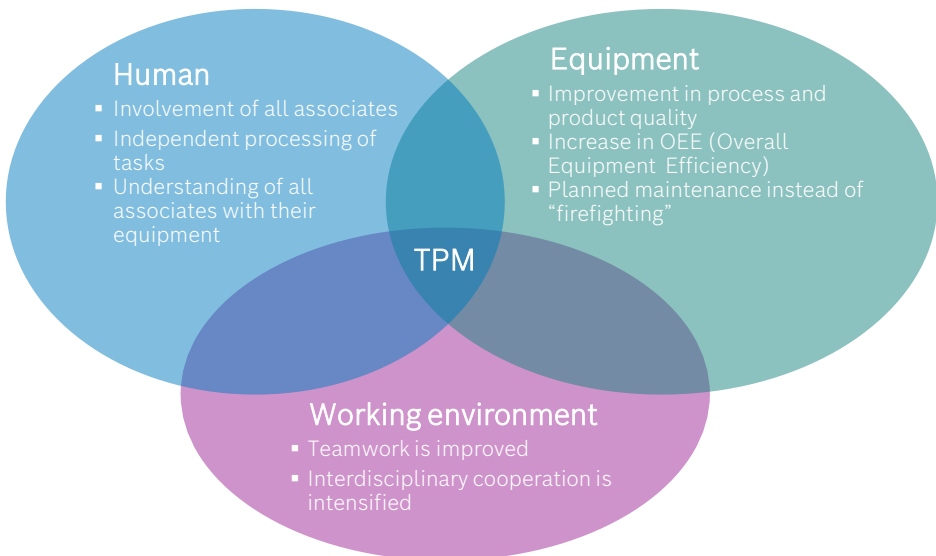 Human
▪ Involvement of all associates
▪ Independent processing of
tasks
▪ Understanding of all
associates with their
equipment
Equipment
▪ Improvement in process and
product quality
▪ Increase in OEE (Overall
Equipment Efficiency)
▪ Planned maintenance instead of
“firefighting”
TPM
Working environment
▪ Teamwork is improved
▪ Interdisciplinary cooperation is
intensified